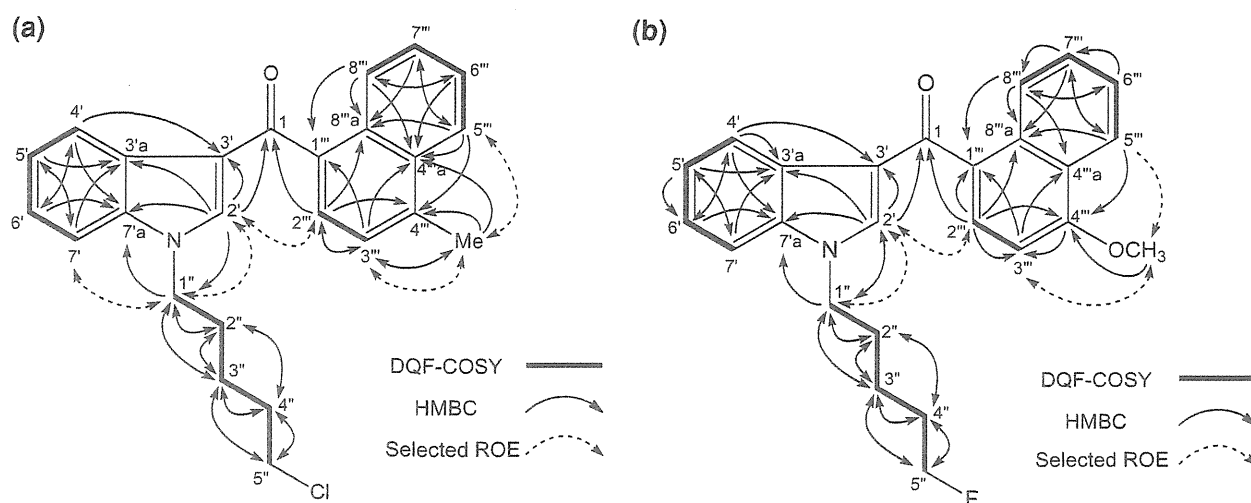 (a)
O
7'''
6'''
8'''
4'
1
8'''a
5'''
3'
1'''
5'
3'a
4'''a
2'
2'''
6'
4'''
7'a
N
3'''
Me
7'
1''
2''
3''
4''
5''
Cl
DQF-COSY
HMBC
Selected ROE
(b)
O
7'''
8'''
6'''
4'
1
8'''a
5'''
3'
1'''
5'
3'a
4'''a
2'
2'''
4'''
6'
7'a
N
3'''
OCH3
7'
1''
2''
3''
4''
5''
F
DQF-COSY
HMBC
Selected ROE